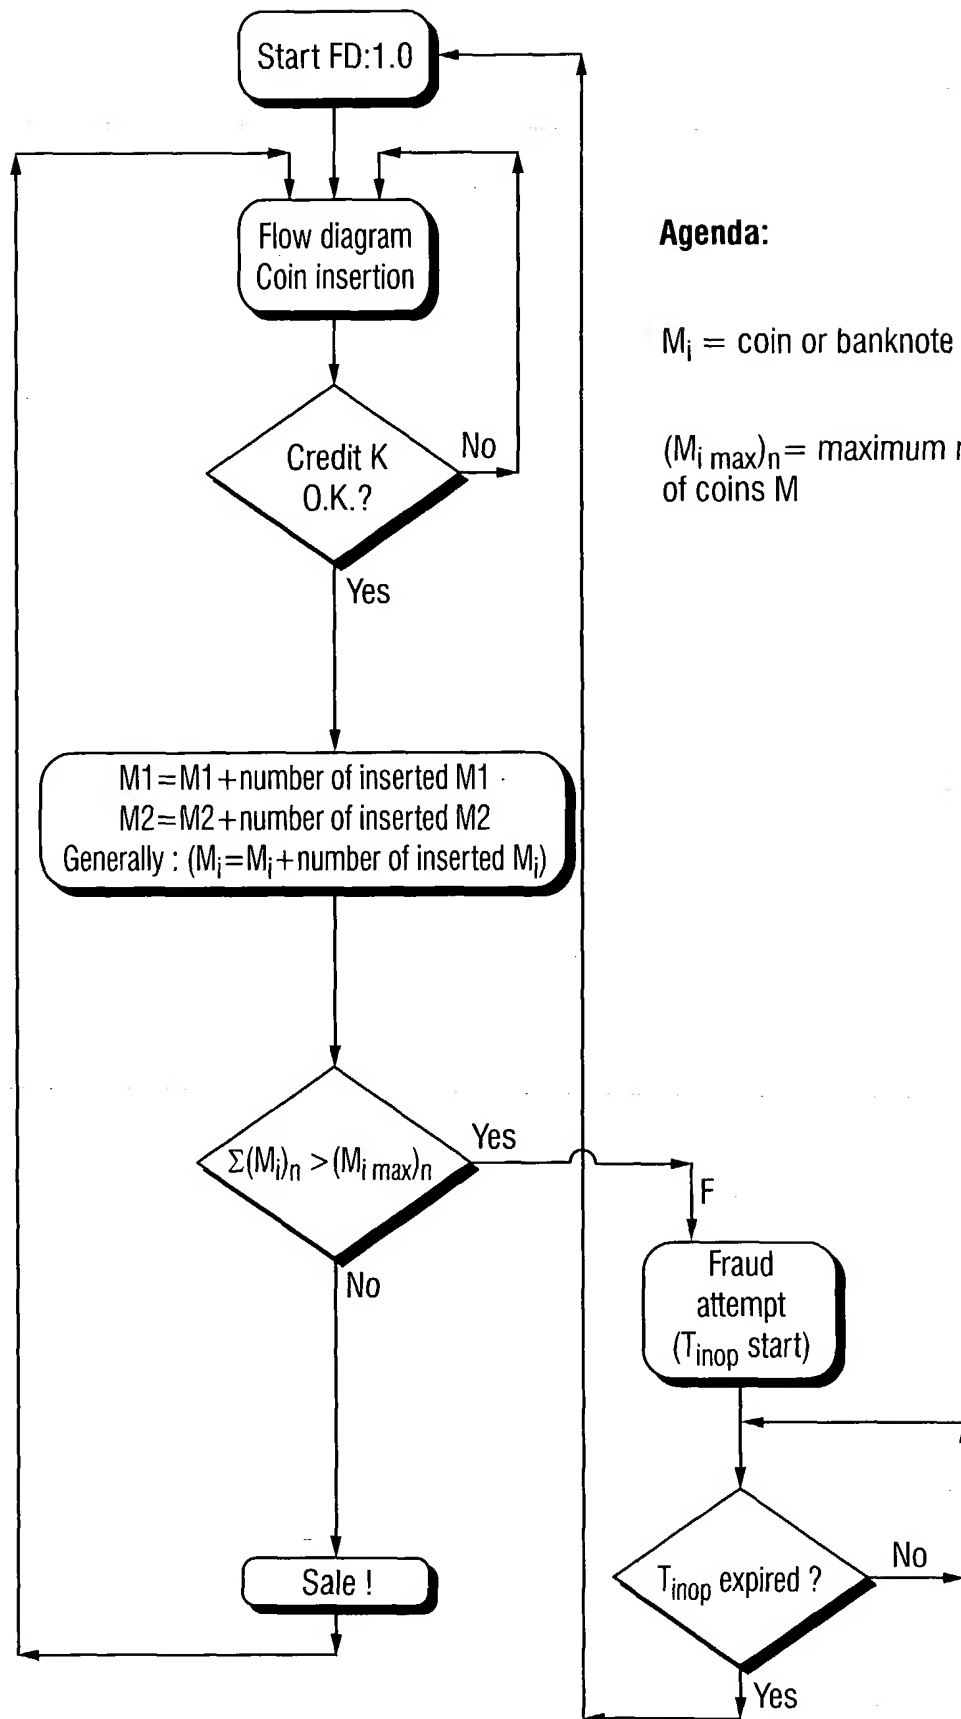 Start FD:1.0
Flow diagram
Coin insertion
Agenda:
Mi = coin or banknote
(Mi max)n = maximum
of coins M
Credit K
O.K.?
No
Yes
M1=M1+number of inserted M1
M2=M2+number of inserted M2
Generally : (Mi=Mi+number of inserted Mi)
Σ(Mi)n > (Mi max)n
Yes
F
No
Fraud
attempt
(Tinop start)
Tinop expired ?
No
Yes
Sale !